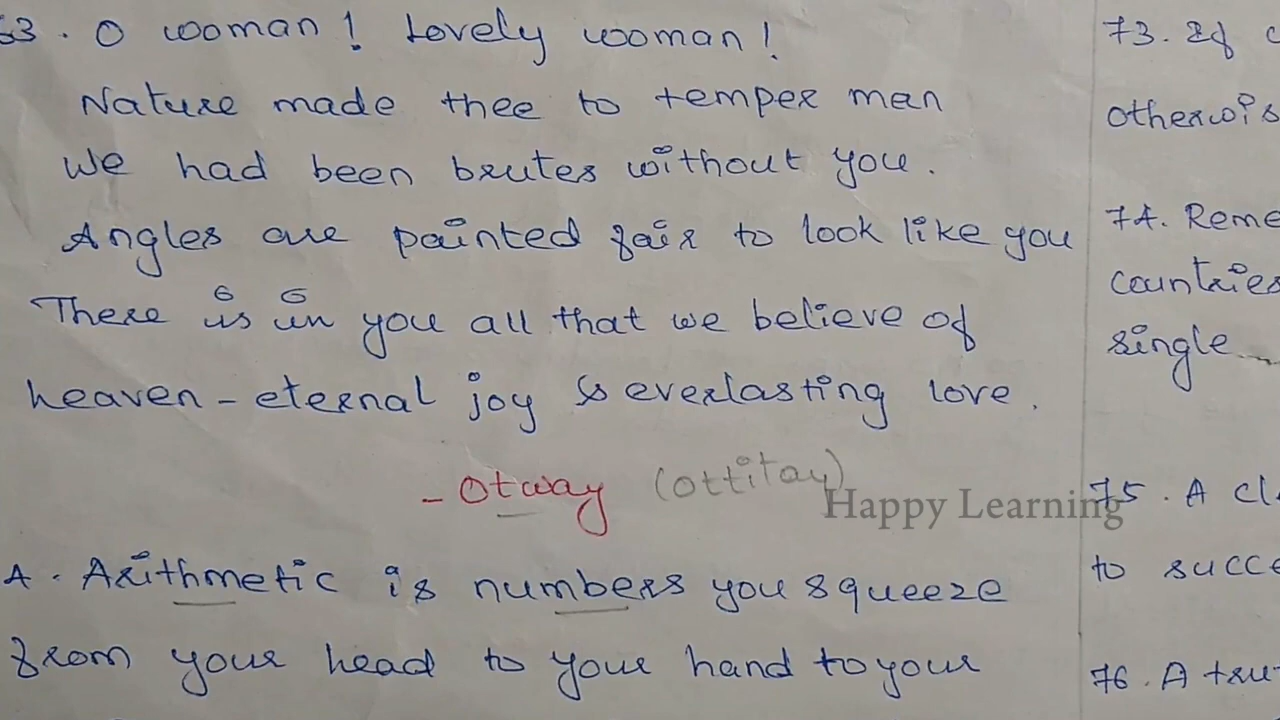 63. O woman! Lovely woman!
Nature made thee to temper man
We had been brutes without you.
Angles are painted fair to look like you
There is in you all that we believe of
heaven - eternal joy & everlasting love.
- Otway (Ottitay)
Happy Learning
A. Arithmetic is numbers you squeeze
from your head to your hand to your
73. If c
otherwis
74. Reme
countries
single
75. A cl
to succe
76. A tru